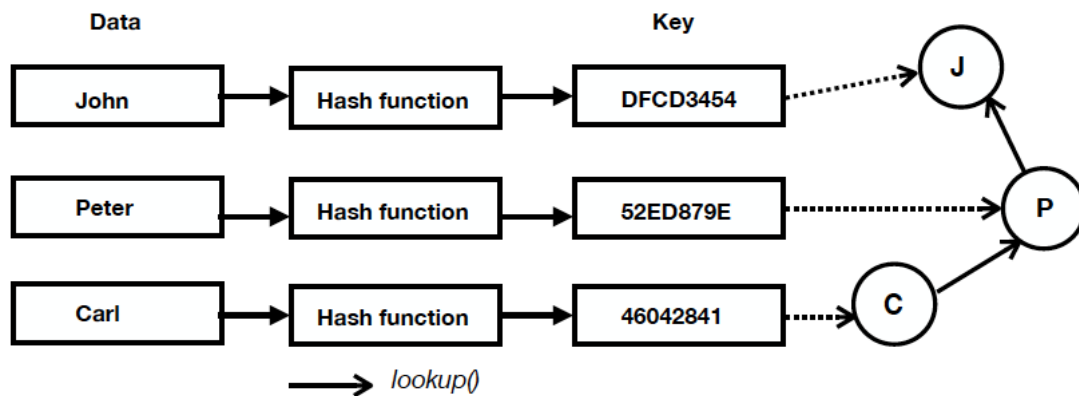 Data Key
John Hash function DFCD3454 J
Peter Hash function 52ED879E P
Carl Hash function 46042841 C
lookup()